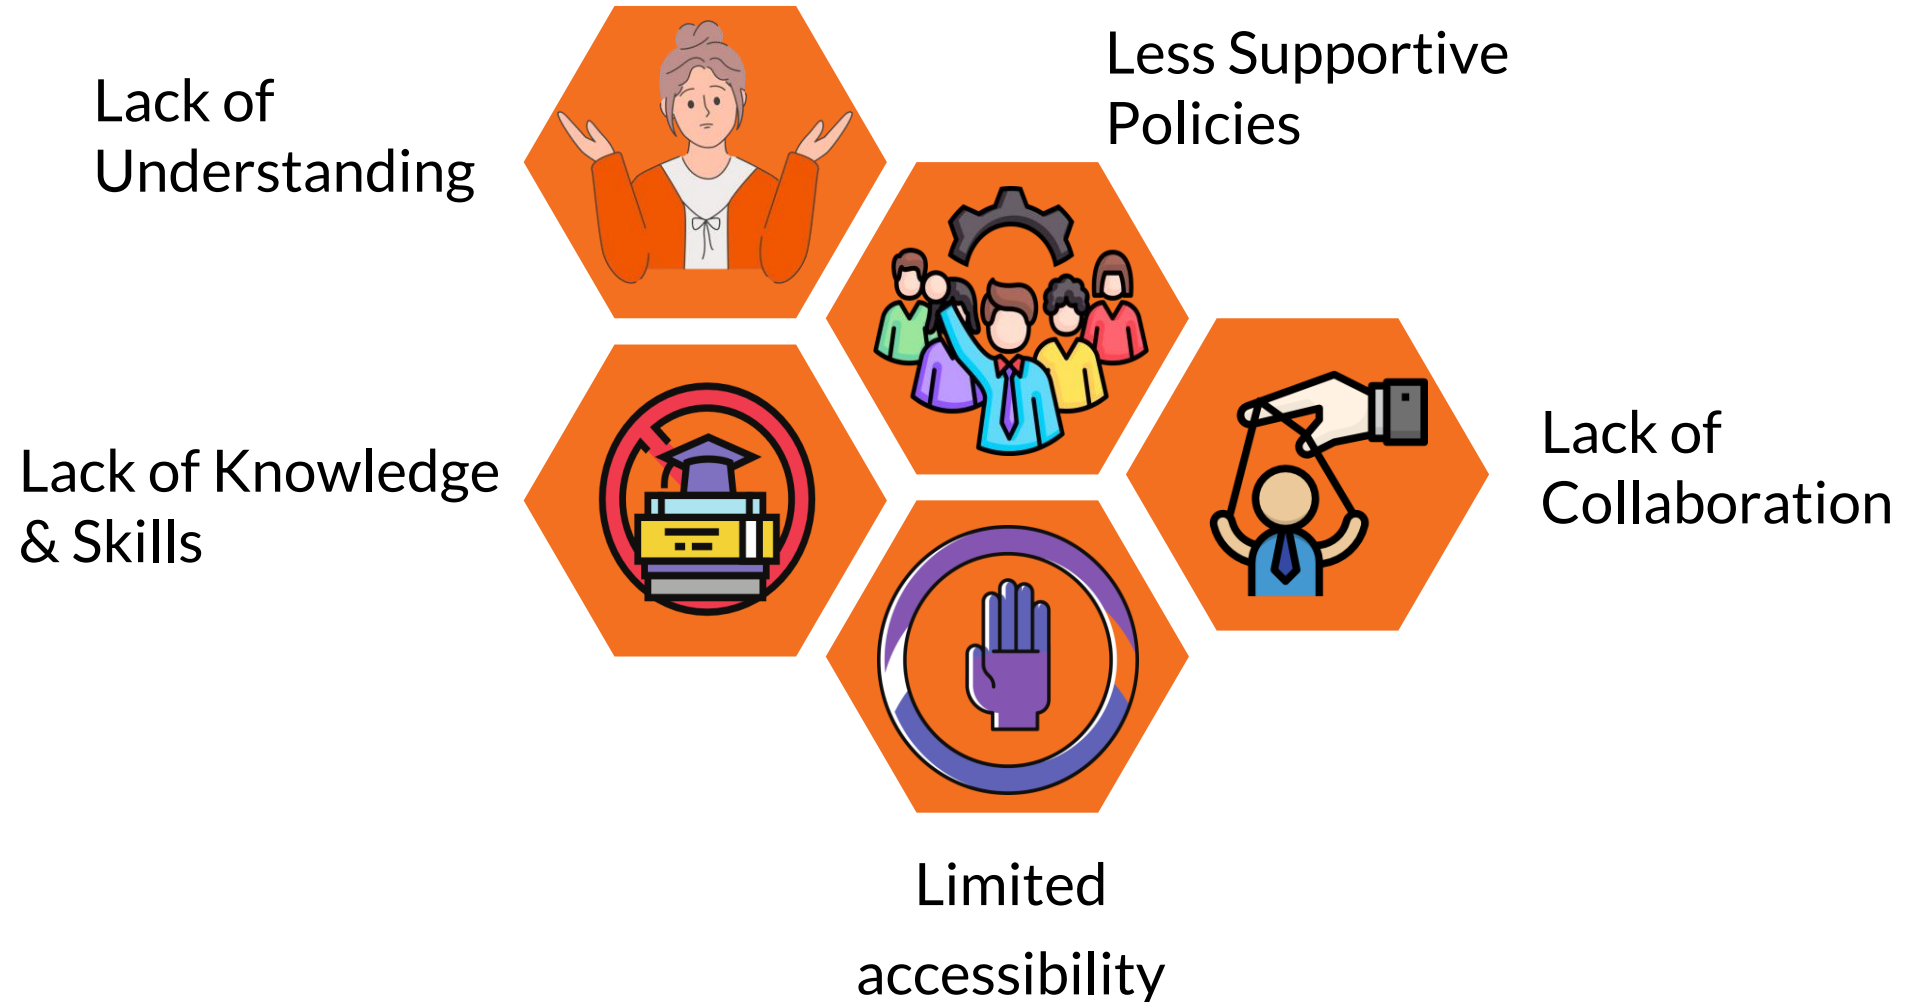 Lack of
Understanding
Less Supportive
Policies
Lack of Knowledge
& Skills
Lack of
Collaboration
Limited
accessibility